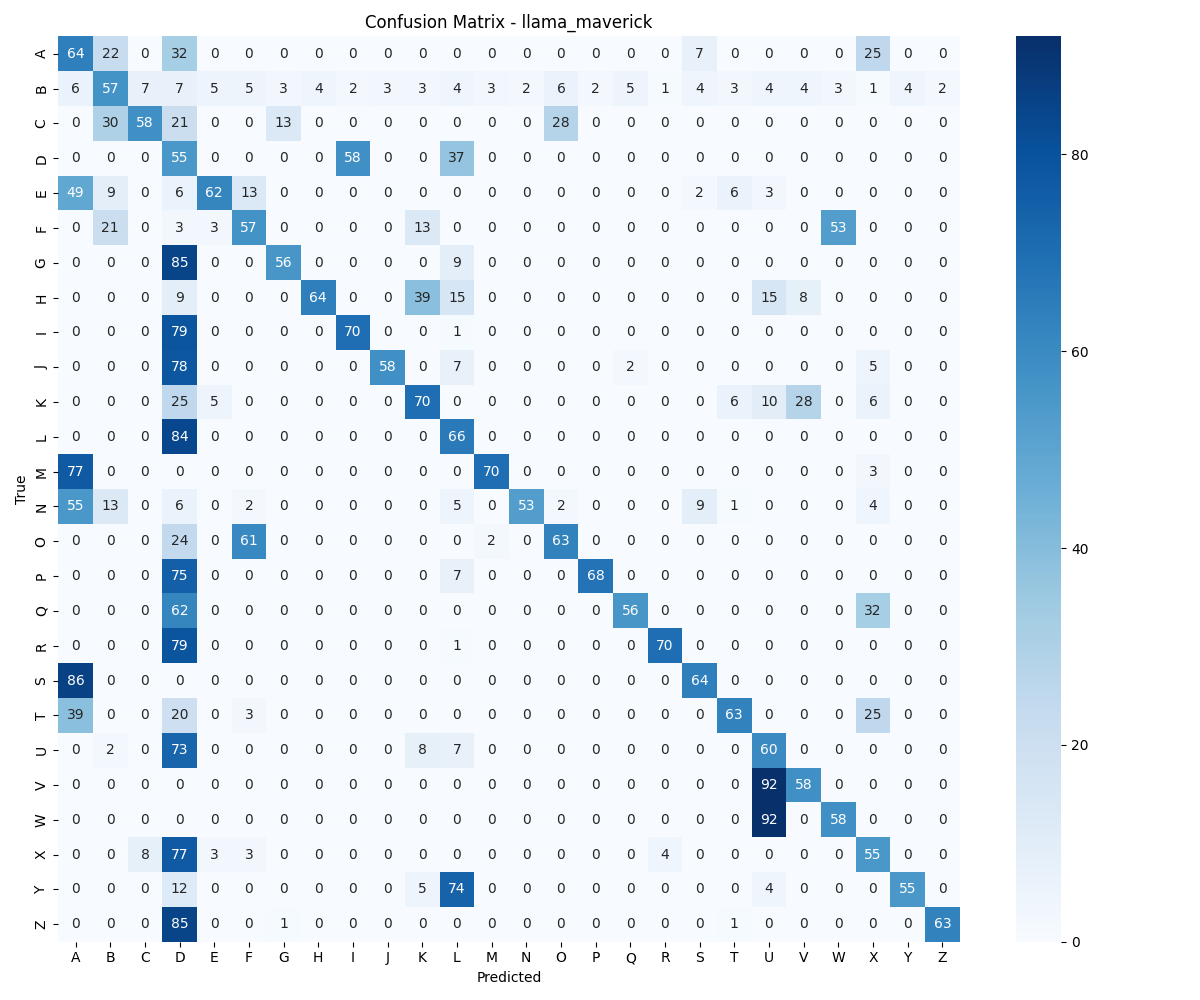 Confusion Matrix - llama_maverick
A 64 22 0 32 0 0 0 0 0 0 0 0 0 0 0 0 0 0 7 0 0 0 0 25 0 0
B 6 57 7 7 5 5 3 4 2 3 3 4 3 2 6 2 5 1 4 3 4 4 3 1 4 2
C 0 30 58 21 0 0 13 0 0 0 0 0 0 0 28 0 0 0 0 0 0 0 0 0 0 0
D 0 0 0 55 0 0 0 0 58 0 0 37 0 0 0 0 0 0 0 0 0 0 0 0 0 0
E 49 9 0 6 62 13 0 0 0 0 0 0 0 0 0 0 0 0 2 6 3 0 0 0 0 0
F 0 21 0 3 3 57 0 0 0 0 13 0 0 0 0 0 0 0 0 0 0 0 53 0 0 0
G 0 0 0 85 0 0 56 0 0 0 0 9 0 0 0 0 0 0 0 0 0 0 0 0 0 0
H 0 0 0 9 0 0 0 64 0 0 39 15 0 0 0 0 0 0 0 0 15 8 0 0 0 0
I 0 0 0 79 0 0 0 0 70 0 0 1 0 0 0 0 0 0 0 0 0 0 0 0 0 0
J 0 0 0 78 0 0 0 0 0 58 0 7 0 0 0 0 2 0 0 0 0 0 0 5 0 0
K 0 0 0 25 5 0 0 0 0 0 70 0 0 0 0 0 0 0 0 6 10 28 0 6 0 0
L 0 0 0 84 0 0 0 0 0 0 0 66 0 0 0 0 0 0 0 0 0 0 0 0 0 0
M 77 0 0 0 0 0 0 0 0 0 0 0 70 0 0 0 0 0 0 0 0 0 0 3 0 0
N 55 13 0 6 0 2 0 0 0 0 0 5 0 53 2 0 0 0 9 1 0 0 0 4 0 0
O 0 0 0 24 0 61 0 0 0 0 0 0 2 0 63 0 0 0 0 0 0 0 0 0 0 0
P 0 0 0 75 0 0 0 0 0 0 0 7 0 0 0 68 0 0 0 0 0 0 0 0 0 0
Q 0 0 0 62 0 0 0 0 0 0 0 0 0 0 0 0 56 0 0 0 0 0 0 32 0 0
R 0 0 0 79 0 0 0 0 0 0 0 1 0 0 0 0 0 70 0 0 0 0 0 0 0 0
S 86 0 0 0 0 0 0 0 0 0 0 0 0 0 0 0 0 0 64 0 0 0 0 0 0 0
T 39 0 0 20 0 3 0 0 0 0 0 0 0 0 0 0 0 0 0 63 0 0 0 25 0 0
U 0 2 0 73 0 0 0 0 0 0 8 7 0 0 0 0 0 0 0 0 60 0 0 0 0 0
V 0 0 0 0 0 0 0 0 0 0 0 0 0 0 0 0 0 0 0 0 92 58 0 0 0 0
W 0 0 0 0 0 0 0 0 0 0 0 0 0 0 0 0 0 0 0 0 92 0 58 0 0 0
X 0 0 8 77 3 3 0 0 0 0 0 0 0 0 0 0 0 4 0 0 0 0 0 55 0 0
Y 0 0 0 12 0 0 0 0 0 0 5 74 0 0 0 0 0 0 0 0 4 0 0 0 55 0
Z 0 0 0 85 0 0 1 0 0 0 0 0 0 0 0 0 0 0 0 1 0 0 0 0 0 63
A B C D E F G H I J K L M N O P Q R S T U V W X Y Z
Predicted
True
80
60
40
20
0